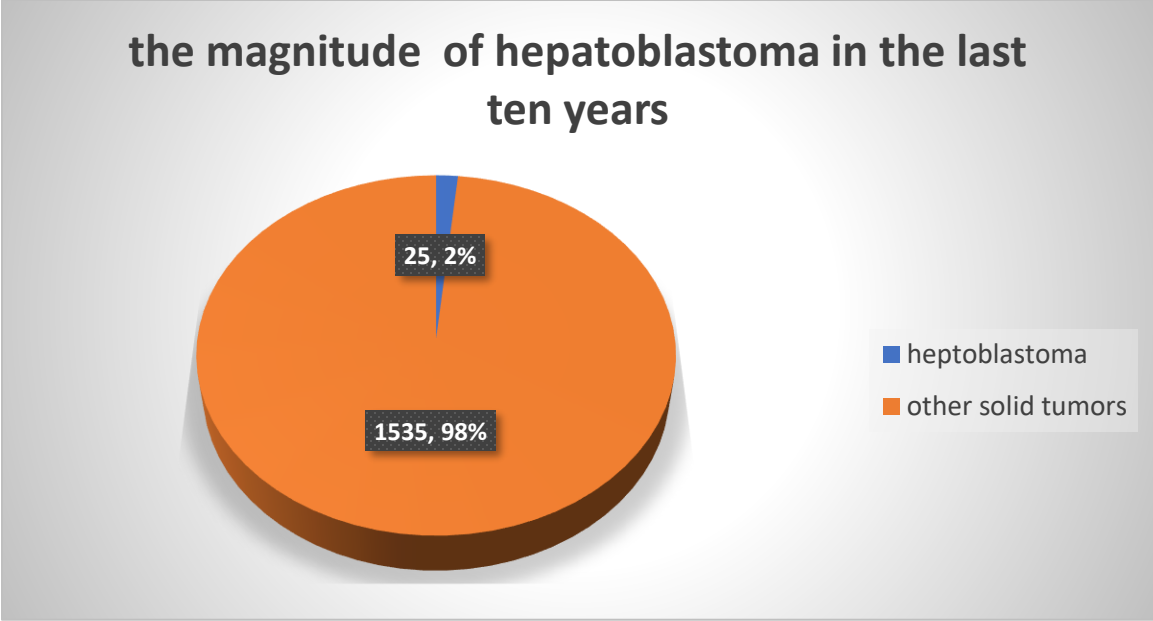 the magnitude  of hepatoblastoma in the last
ten years
25, 2%
1535, 98%
heptoblastoma
other solid tumors